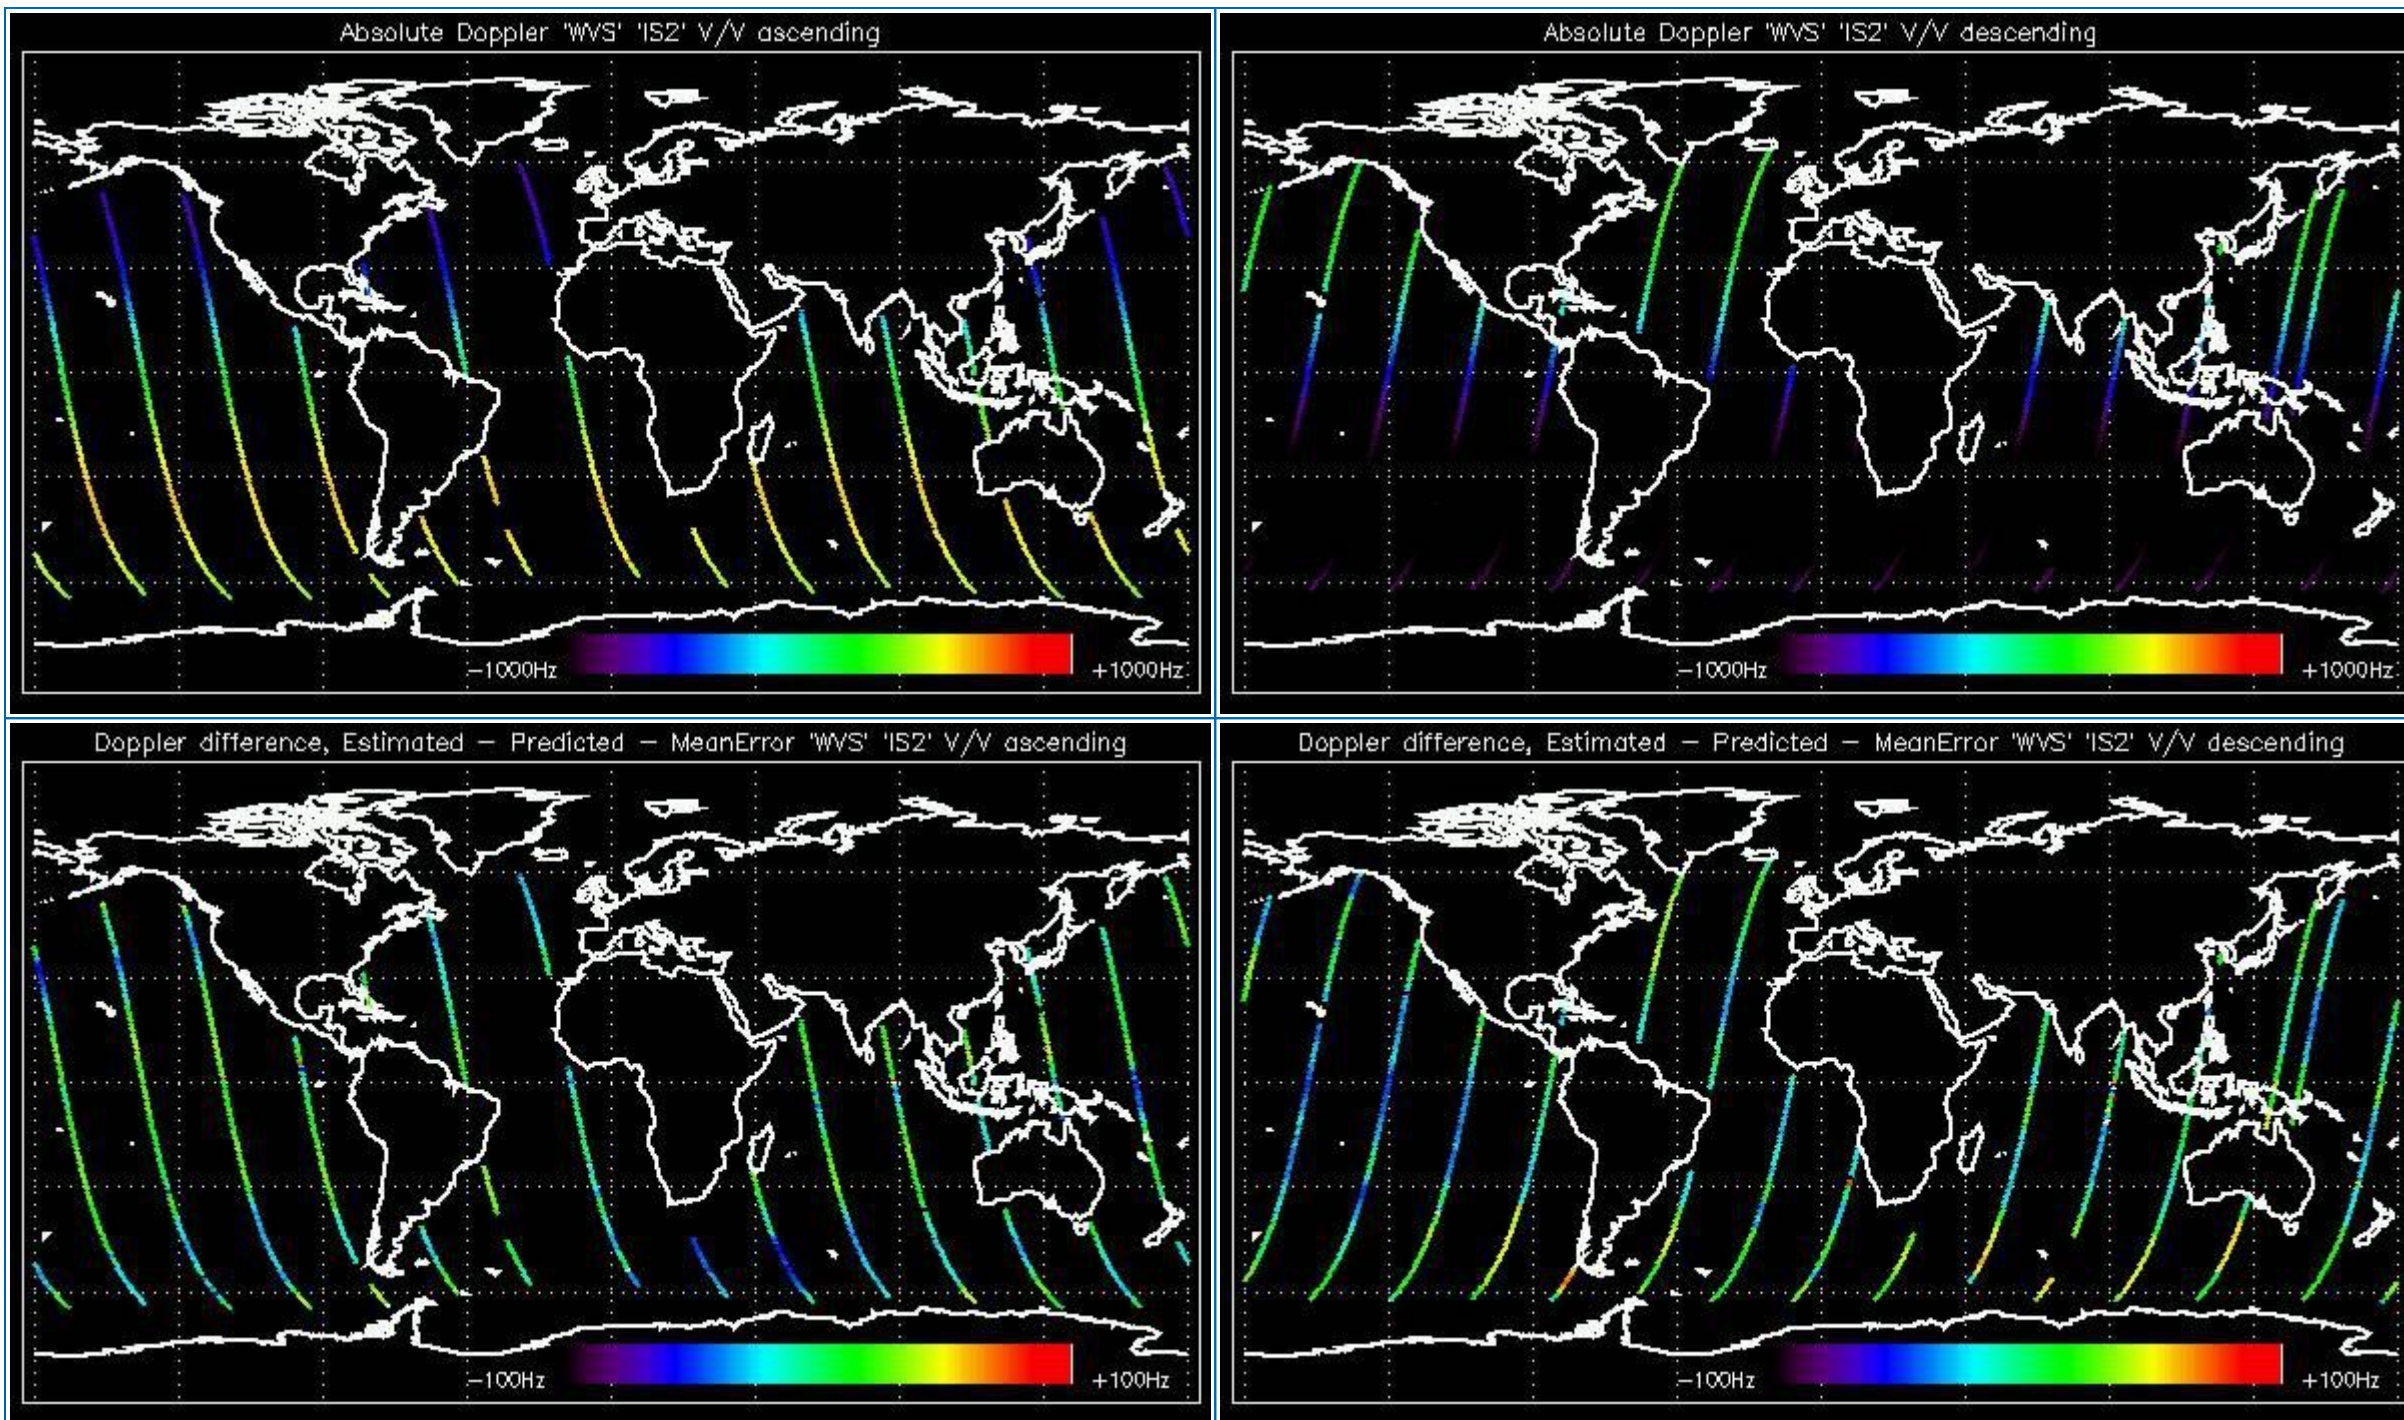 Absolute Doppler 'WVS' 'IS2' V/V ascending
-1000Hz
+1000Hz
Absolute Doppler 'WVS' 'IS2' V/V descending
-1000Hz
+1000Hz
Doppler difference, Estimated - Predicted - MeanError 'WVS' 'IS2' V/V ascending
-100Hz
+100Hz
Doppler difference, Estimated - Predicted - MeanError 'WVS' 'IS2' V/V descending
-100Hz
+100Hz